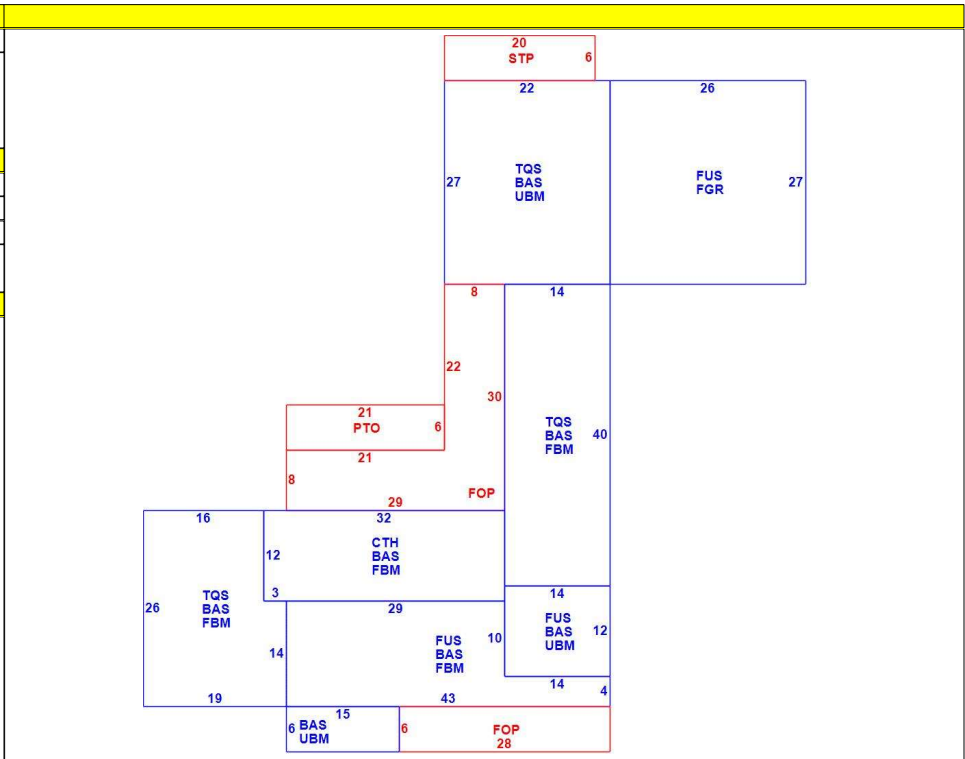 20
STP 6
22
26
27
TQS
BAS
UBM
FUS
FGR
27
8
14
22
30
21
PTO 6
21
TQS
BAS
FBM
40
8
29
FOP
16
32
12
CTH
BAS
FBM
3
26
TQS
BAS
FBM
29
14
14
FUS
BAS
UBM
12
10
FUS
BAS
FBM
14
4
19
43
15
6 BAS
UBM
6
FOP
28